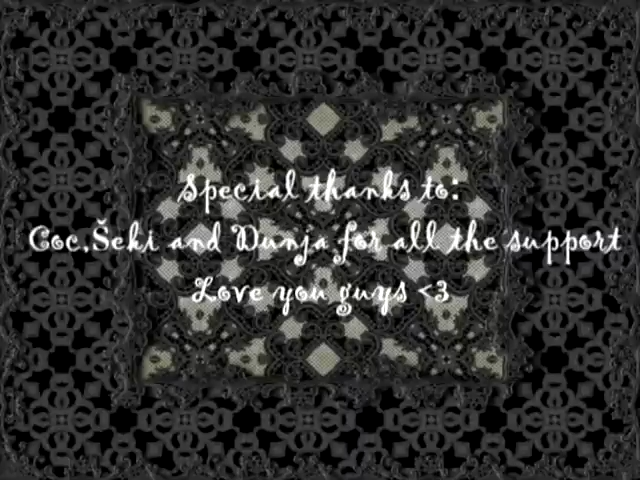 Special thanks to:
Coc,Šeki and Dunja for all the support
Love you guys <3